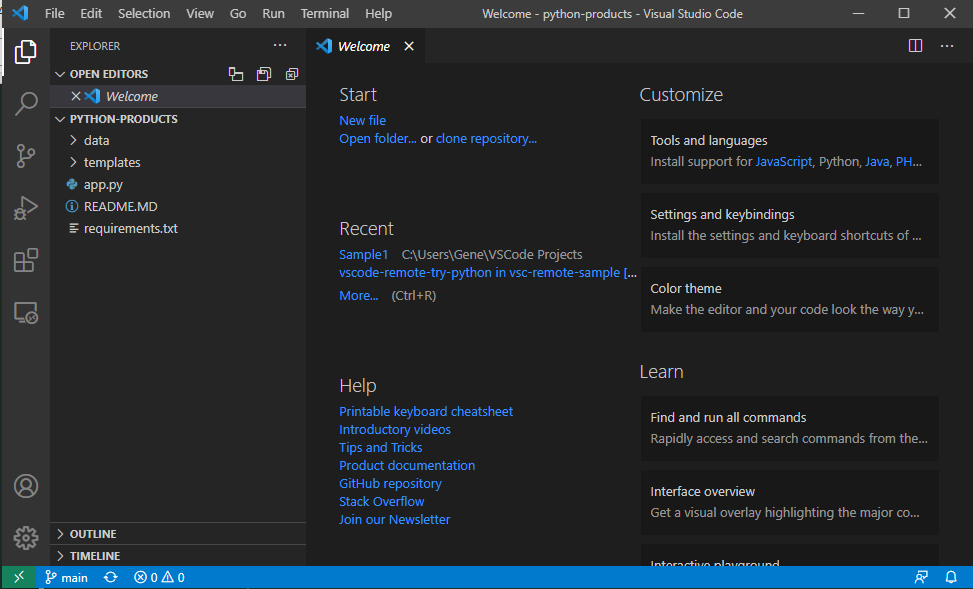 File Edit Selection View Go Run Terminal Help Welcome - python-products - Visual Studio Code
EXPLORER
OPEN EDITORS
Welcome
PYTHON-PRODUCTS
data
templates
app.py
README.MD
requirements.txt
OUTLINE
TIMELINE
Welcome
Start
New file
Open folder... or clone repository...
Recent
Sample1 C:\Users\Gene\VSCode Projects
vscode-remote-try-python in vsc-remote-sample [...
More... (Ctrl+R)
Help
Printable keyboard cheatsheet
Introductory videos
Tips and Tricks
Product documentation
GitHub repository
Stack Overflow
Join our Newsletter
Customize
Tools and languages
Install support for JavaScript, Python, Java, PH...
Settings and keybindings
Install the settings and keyboard shortcuts of ...
Color theme
Make the editor and your code look the way y...
Learn
Find and run all commands
Rapidly access and search commands from the...
Interface overview
Get a visual overlay highlighting the major co...
Interactive playground
main 0 0